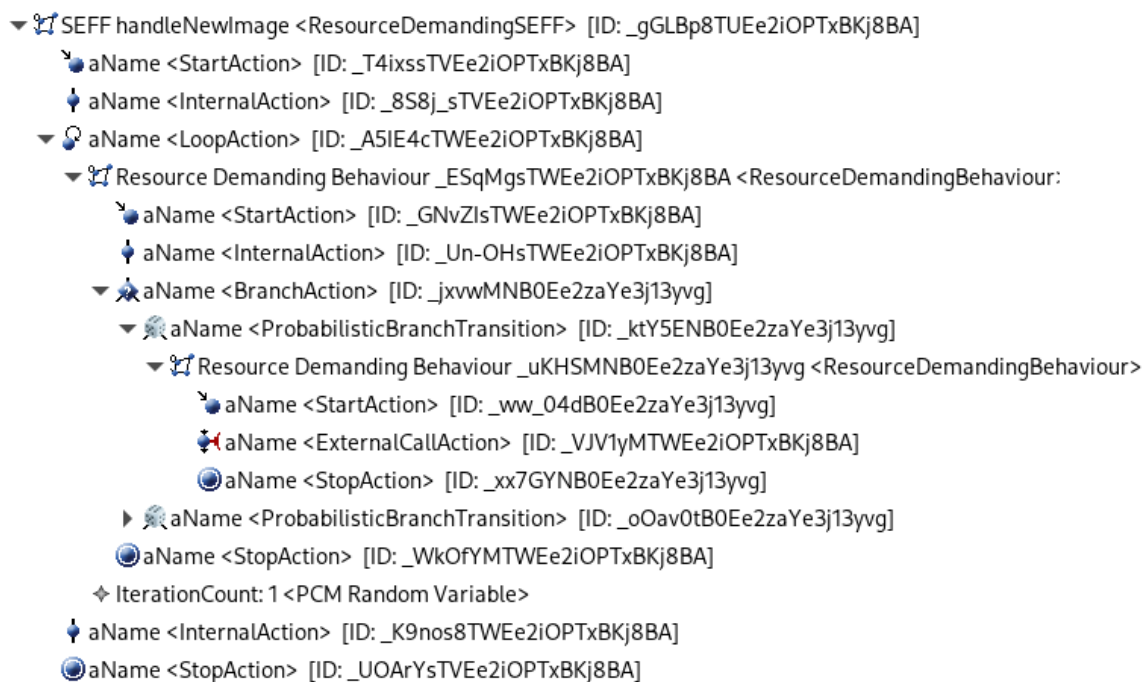 SEFF handleNewImage <ResourceDemandingSEFF> [ID: _gGLBp8TUEe2iOPTxBKj8BA]
aName <StartAction> [ID: _T4ixssTVEe2iOPTxBKj8BA]
aName <InternalAction> [ID: _8S8j_sTVEe2iOPTxBKj8BA]
aName <LoopAction> [ID: _A5IE4cTWEe2iOPTxBKj8BA]
Resource Demanding Behaviour _ESqMgsTWEe2iOPTxBKj8BA <ResourceDemandingBehaviour:
aName <StartAction> [ID: _GNvZIsTWEe2iOPTxBKj8BA]
aName <InternalAction> [ID: _Un-OHsTWEe2iOPTxBKj8BA]
aName <BranchAction> [ID: _jxvwMNB0Ee2zaYe3j13yvg]
aName <ProbabilisticBranchTransition> [ID: _ktY5ENB0Ee2zaYe3j13yvg]
Resource Demanding Behaviour _uKHSMNB0Ee2zaYe3j13yvg <ResourceDemandingBehaviour>
aName <StartAction> [ID: _ww_04dB0Ee2zaYe3j13yvg]
aName <ExternalCallAction> [ID: _VJV1yMTWEe2iOPTxBKj8BA]
aName <StopAction> [ID: _xx7GYNB0Ee2zaYe3j13yvg]
aName <ProbabilisticBranchTransition> [ID: _oOav0tB0Ee2zaYe3j13yvg]
aName <StopAction> [ID: _WkOfYMTWEe2iOPTxBKj8BA]
IterationCount: 1 <PCM Random Variable>
aName <InternalAction> [ID: _K9nos8TWEe2iOPTxBKj8BA]
aName <StopAction> [ID: _UOArYsTVEe2iOPTxBKj8BA]